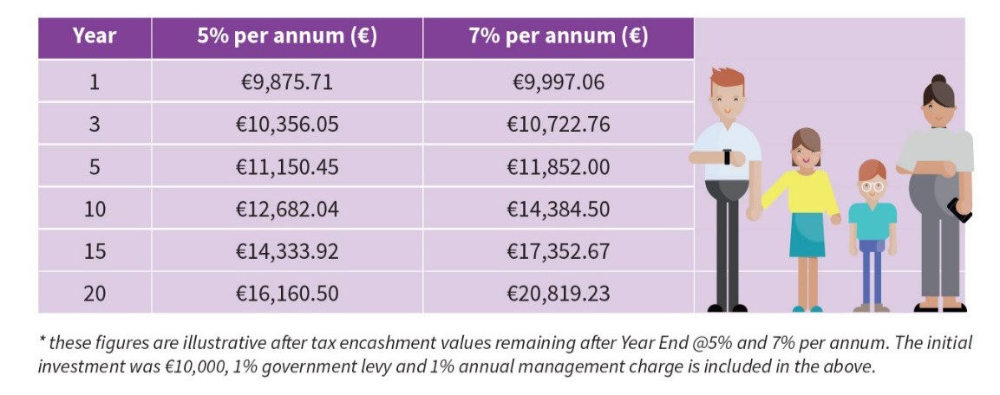 Year 5% per annum (€) 7% per annum (€)
1 €9,875.71 €9,997.06
3 €10,356.05 €10,722.76
5 €11,150.45 €11,852.00
10 €12,682.04 €14,384.50
15 €14,333.92 €17,352.67
20 €16,160.50 €20,819.23
* these figures are illustrative after tax encashment values remaining after Year End @5% and 7% per annum. The initial
investment was €10,000, 1% government levy and 1% annual management charge is included in the above.